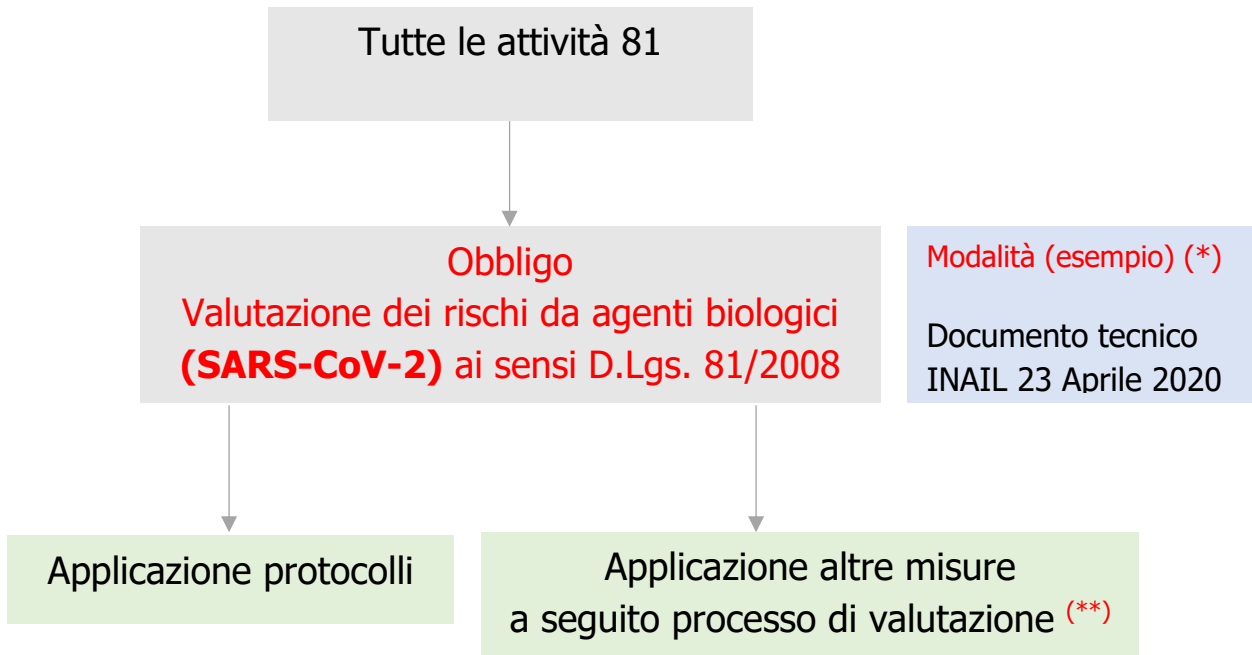 Tutte le attività 81
Obbligo
Valutazione dei rischi da agenti biologici
(SARS-CoV-2) ai sensi D.Lgs. 81/2008
Modalità (esempio) (*)
Documento tecnico
INAIL 23 Aprile 2020
Applicazione protocolli
Applicazione altre misure
a seguito processo di valutazione (**)